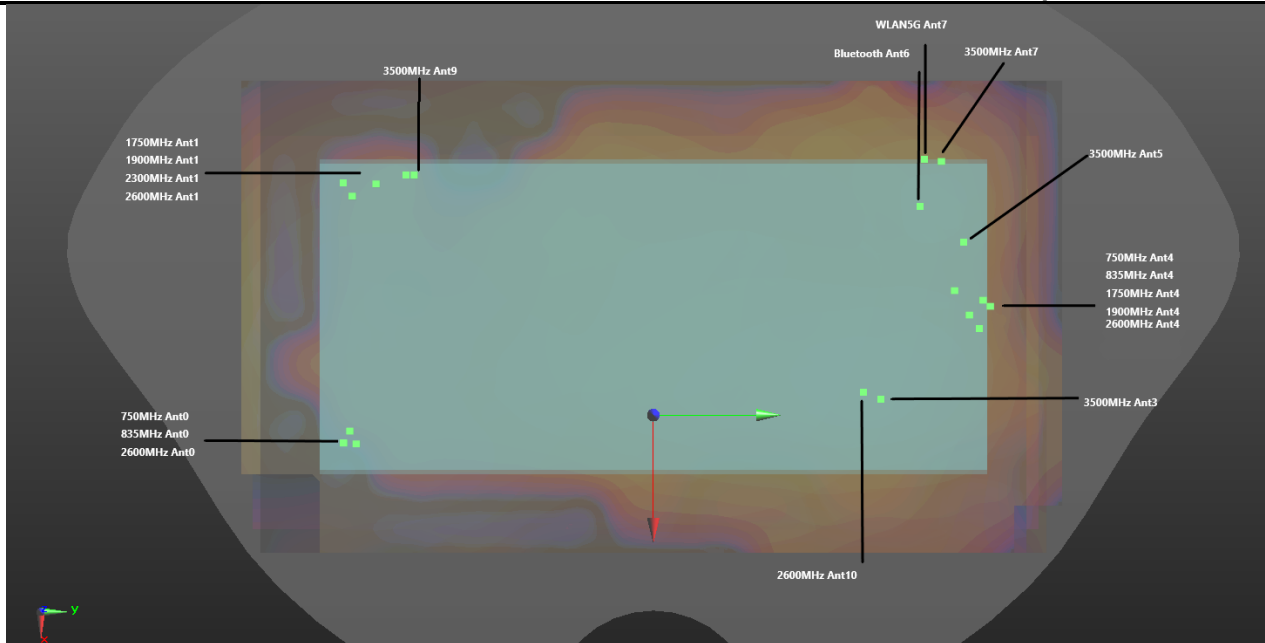 WLAN5G Ant7
Bluetooth Ant6
3500MHz Ant7
3500MHz Ant9
1750MHz Ant1
1900MHz Ant1
2300MHz Ant1
2600MHz Ant1
3500MHz Ant5
750MHz Ant4
835MHz Ant4
1750MHz Ant4
1900MHz Ant4
2600MHz Ant4
3500MHz Ant3
750MHz Ant0
835MHz Ant0
2600MHz Ant0
2600MHz Ant10
y
x